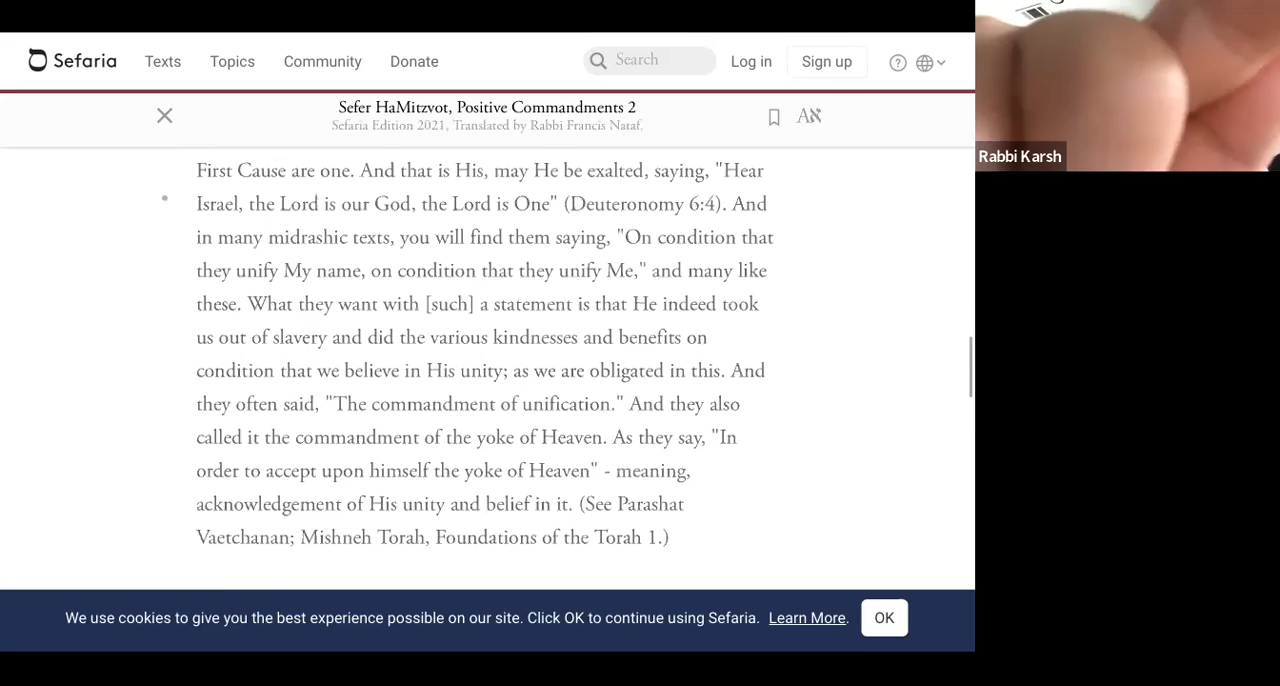 Sefaria Texts Topics Community Donate Search Log in Sign up
Sefer HaMitzvot, Positive Commandments 2
Sefaria Edition 2021, Translated by Rabbi Francis Nataf,
Aא
First Cause are one. And that is His, may He be exalted, saying, "Hear
Israel, the Lord is our God, the Lord is One" (Deuteronomy 6:4). And
in many midrashic texts, you will find them saying, "On condition that
they unify My name, on condition that they unify Me," and many like
these. What they want with [such] a statement is that He indeed took
us out of slavery and did the various kindnesses and benefits on
condition that we believe in His unity; as we are obligated in this. And
they often said, "The commandment of unification." And they also
called it the commandment of the yoke of Heaven. As they say, "In
order to accept upon himself the yoke of Heaven" - meaning,
acknowledgement of His unity and belief in it. (See Parashat
Vaetchanan; Mishneh Torah, Foundations of the Torah 1.)
We use cookies to give you the best experience possible on our site. Click OK to continue using Sefaria. Learn More. OK
Rabbi Karsh